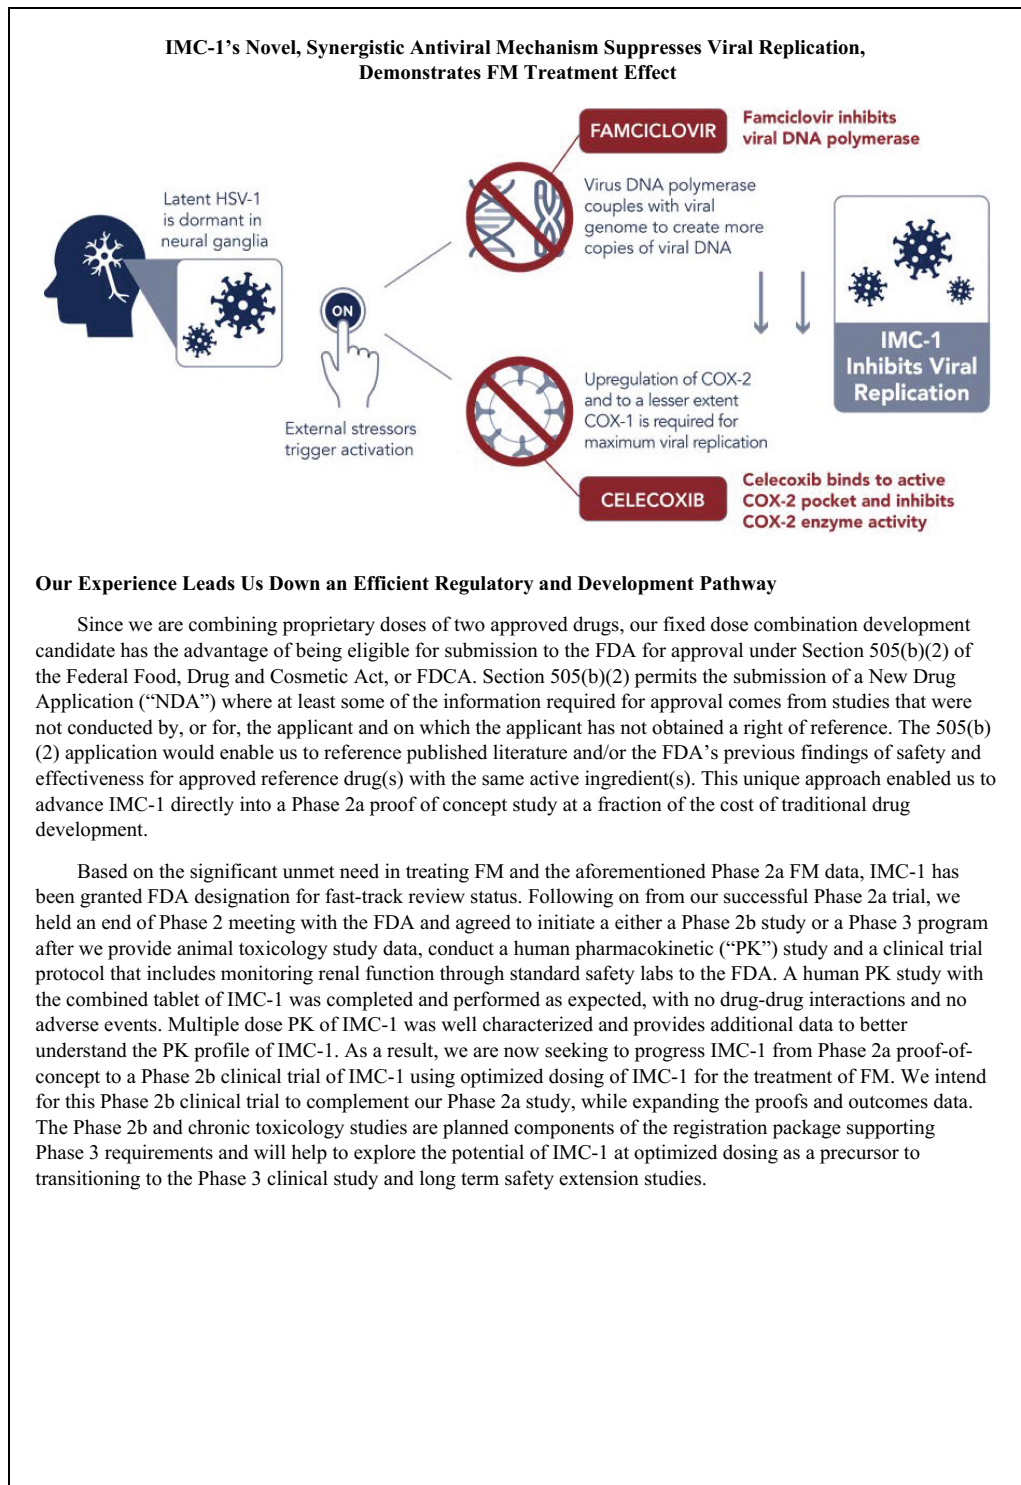 IMC-1’s Novel, Synergistic Antiviral Mechanism Suppresses Viral Replication,
Demonstrates FM Treatment Effect
FAMCICLOVIR
Famciclovir inhibits
viral DNA polymerase
Latent HSV-1
is dormant in
neural ganglia
Virus DNA polymerase
couples with viral
genome to create more
copies of viral DNA
ON
IMC-1
Inhibits Viral
Replication
External stressors
trigger activation
Upregulation of COX-2
and to a lesser extent
COX-1 is required for
maximum viral replication
CELECOXIB
Celecoxib binds to active
COX-2 pocket and inhibits
COX-2 enzyme activity
Our Experience Leads Us Down an Efficient Regulatory and Development Pathway
Since we are combining proprietary doses of two approved drugs, our fixed dose combination development
candidate has the advantage of being eligible for submission to the FDA for approval under Section 505(b)(2) of
the Federal Food, Drug and Cosmetic Act, or FDCA. Section 505(b)(2) permits the submission of a New Drug
Application (“NDA”) where at least some of the information required for approval comes from studies that were
not conducted by, or for, the applicant and on which the applicant has not obtained a right of reference. The 505(b)
(2) application would enable us to reference published literature and/or the FDA’s previous findings of safety and
effectiveness for approved reference drug(s) with the same active ingredient(s). This unique approach enabled us to
advance IMC-1 directly into a Phase 2a proof of concept study at a fraction of the cost of traditional drug
development.
Based on the significant unmet need in treating FM and the aforementioned Phase 2a FM data, IMC-1 has
been granted FDA designation for fast-track review status. Following on from our successful Phase 2a trial, we
held an end of Phase 2 meeting with the FDA and agreed to initiate a either a Phase 2b study or a Phase 3 program
after we provide animal toxicology study data, conduct a human pharmacokinetic (“PK”) study and a clinical trial
protocol that includes monitoring renal function through standard safety labs to the FDA. A human PK study with
the combined tablet of IMC-1 was completed and performed as expected, with no drug-drug interactions and no
adverse events. Multiple dose PK of IMC-1 was well characterized and provides additional data to better
understand the PK profile of IMC-1. As a result, we are now seeking to progress IMC-1 from Phase 2a proof-of-
concept to a Phase 2b clinical trial of IMC-1 using optimized dosing of IMC-1 for the treatment of FM. We intend
for this Phase 2b clinical trial to complement our Phase 2a study, while expanding the proofs and outcomes data.
The Phase 2b and chronic toxicology studies are planned components of the registration package supporting
Phase 3 requirements and will help to explore the potential of IMC-1 at optimized dosing as a precursor to
transitioning to the Phase 3 clinical study and long term safety extension studies.